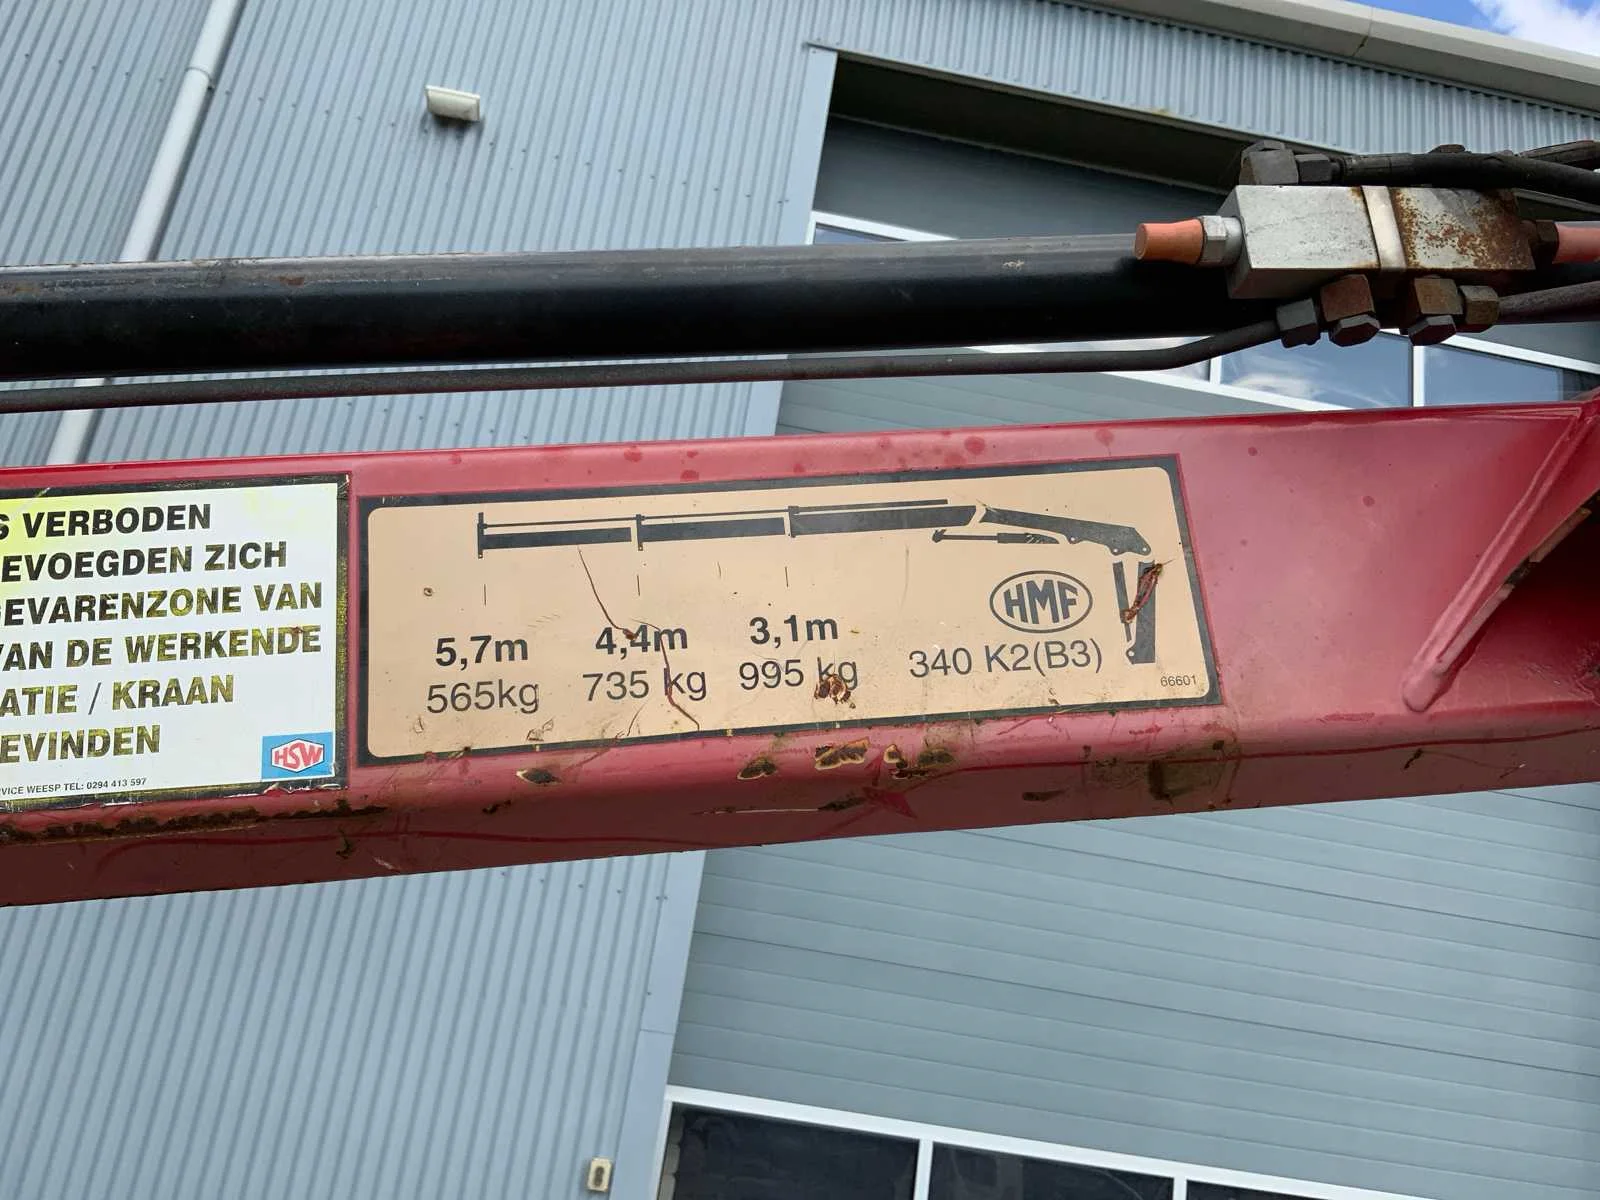 VERBODEN
EVOEGDEN ZICH
GEVARENZONE VAN
VAN DE WERKENDE
ATIE / KRAAN
EVINDEN
HSW
RVICE WEESP TEL: 0294 413 597
5,7m 4,4m 3,1m
565kg 735 kg 995 kg
HMF
340 K2(B3)
66601